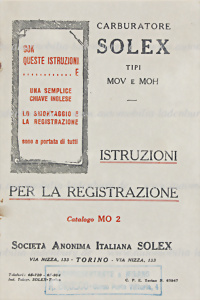 CON
QUESTE ISTRUZIONI
E
UNA SEMPLICE
CHIAVE INGLESE
LO SMONTAGGIO E
LA REGISTRAZIONE
sono a portata di tutti
CARBURATORE
SOLEX
TIPI
MOV E MOH
ISTRUZIONI
PER LA REGISTRAZIONE
Catalogo MO 2
SOCIETÀ ANONIMA ITALIANA SOLEX
VIA NIZZA, 133 - TORINO - VIA NIZZA, 133